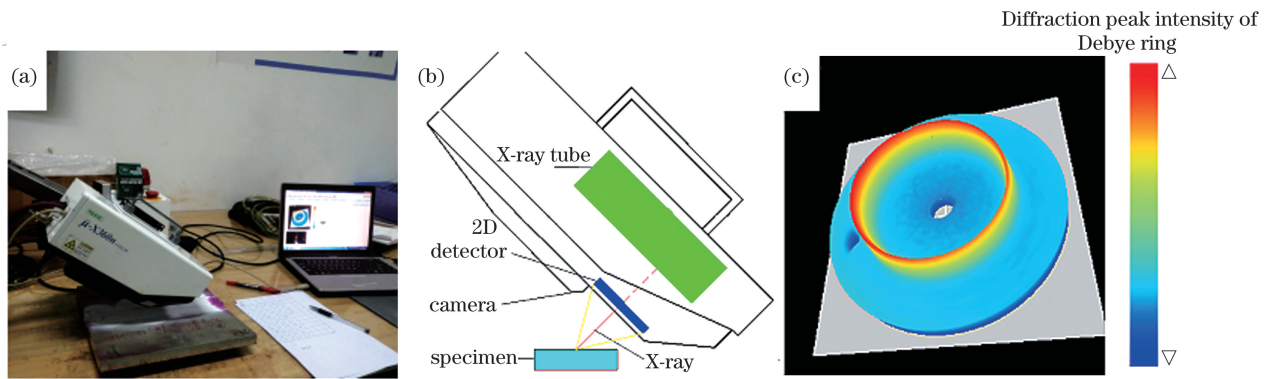 (a)
μ-X360n
(b)
X-ray tube
2D
detector
camera
specimen
X-ray
(c)
Diffraction peak intensity of
Debye ring
△
▽